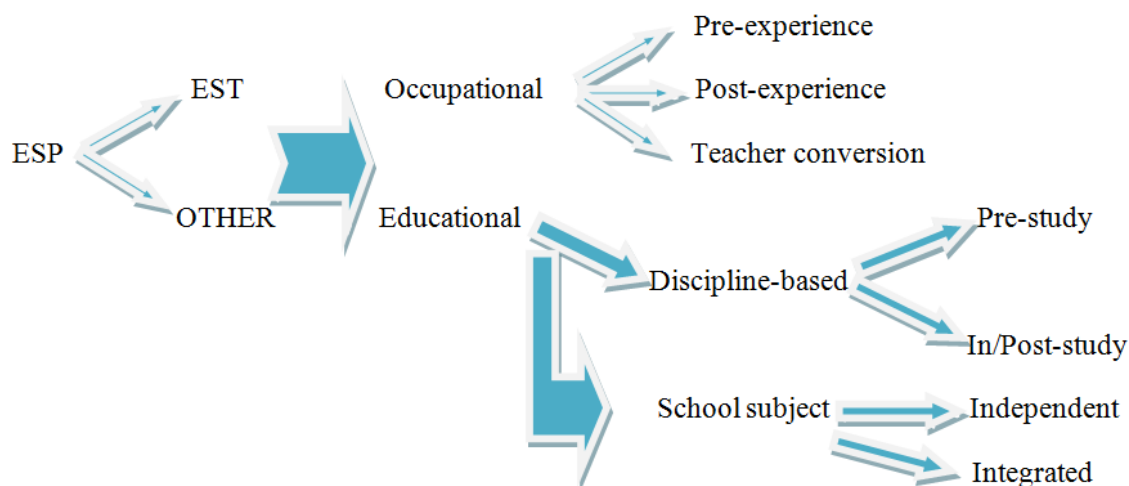 Pre-experience
EST
Occupational
Post-experience
ESP
Teacher conversion
OTHER
Educational
Pre-study
Discipline-based
In/Post-study
School subject
Independent
Integrated